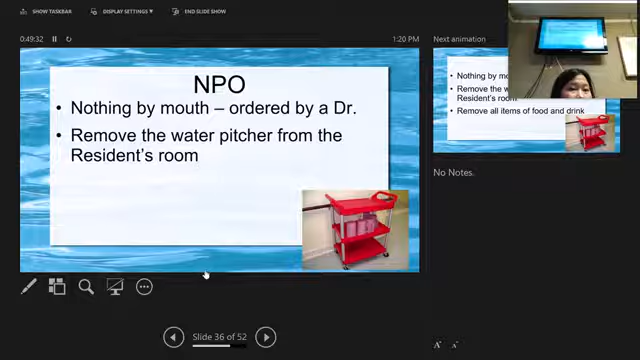 SHOW TASKBAR
DISPLAY SETTINGS ▾
END SLIDE SHOW
0:49:32
1:20 PM
NPO
• Nothing by mouth – ordered by a Dr.
• Remove the water pitcher from the
Resident's room
Slide 36 of 52
Next animation
• Nothing by mo
• Remove the w
Resident's room
• Remove all items of food and drink
No Notes.
A
A